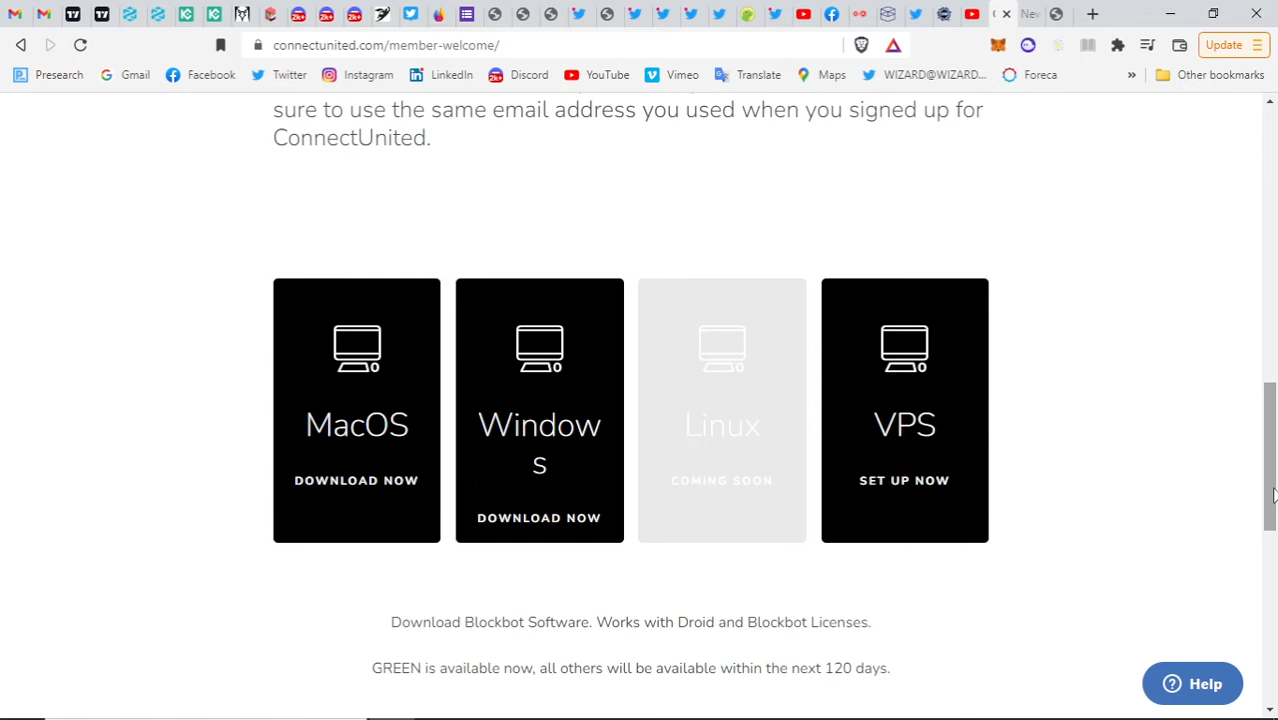 New
connectunited.com/member-welcome/
Update
Presearch
Gmail
Facebook
Twitter
Instagram
LinkedIn
Discord
YouTube
Vimeo
Translate
Maps
WIZARD@WIZARD...
Foreca
»
Other bookmarks
sure to use the same email address you used when you signed up for
ConnectUnited.
MacOS
DOWNLOAD NOW
Window
s
DOWNLOAD NOW
Linux
COMING SOON
VPS
SET UP NOW
Download Blockbot Software. Works with Droid and Blockbot Licenses.
GREEN is available now, all others will be available within the next 120 days.
Help